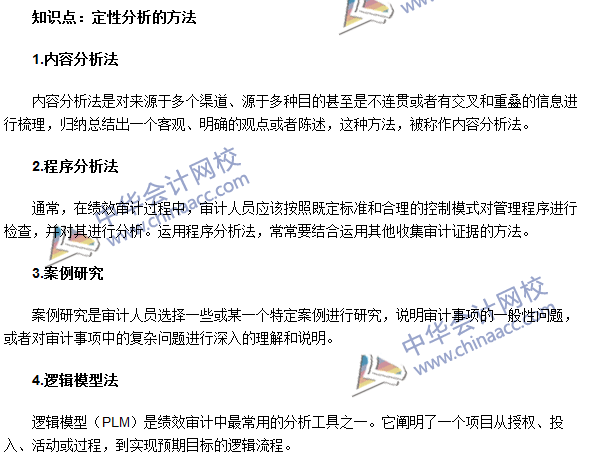 知识点：定性分析的方法
1.内容分析法
内容分析法是对来源于多个渠道、源于多种目的甚至是不连贯或者有交叉和重叠的信息进
行梳理，归纳总结出一个客观、明确的观点或者陈述，这种方法，被称作内容分析法。
2.程序分析法
通常，在绩效审计过程中，审计人员应该按照既定标准和合理的控制模式对管理程序进行
检查，并对其进行分析。运用程序分析法，常常要结合运用其他收集审计证据的方法。
3.案例研究
案例研究是审计人员选择一些或某一个特定案例进行研究，说明审计事项的一般性问题，
或者对审计事项中的复杂问题进行深入的理解和说明。
4.逻辑模型法
逻辑模型（PLM）是绩效审计中最常用的分析工具之一。它阐明了一个项目从授权、投
入、活动或过程，到实现预期目标的逻辑流程。
中华会计网校
www.chinaacc.com
中华会计网校
www.chinaacc.com
www.chinaacc.com